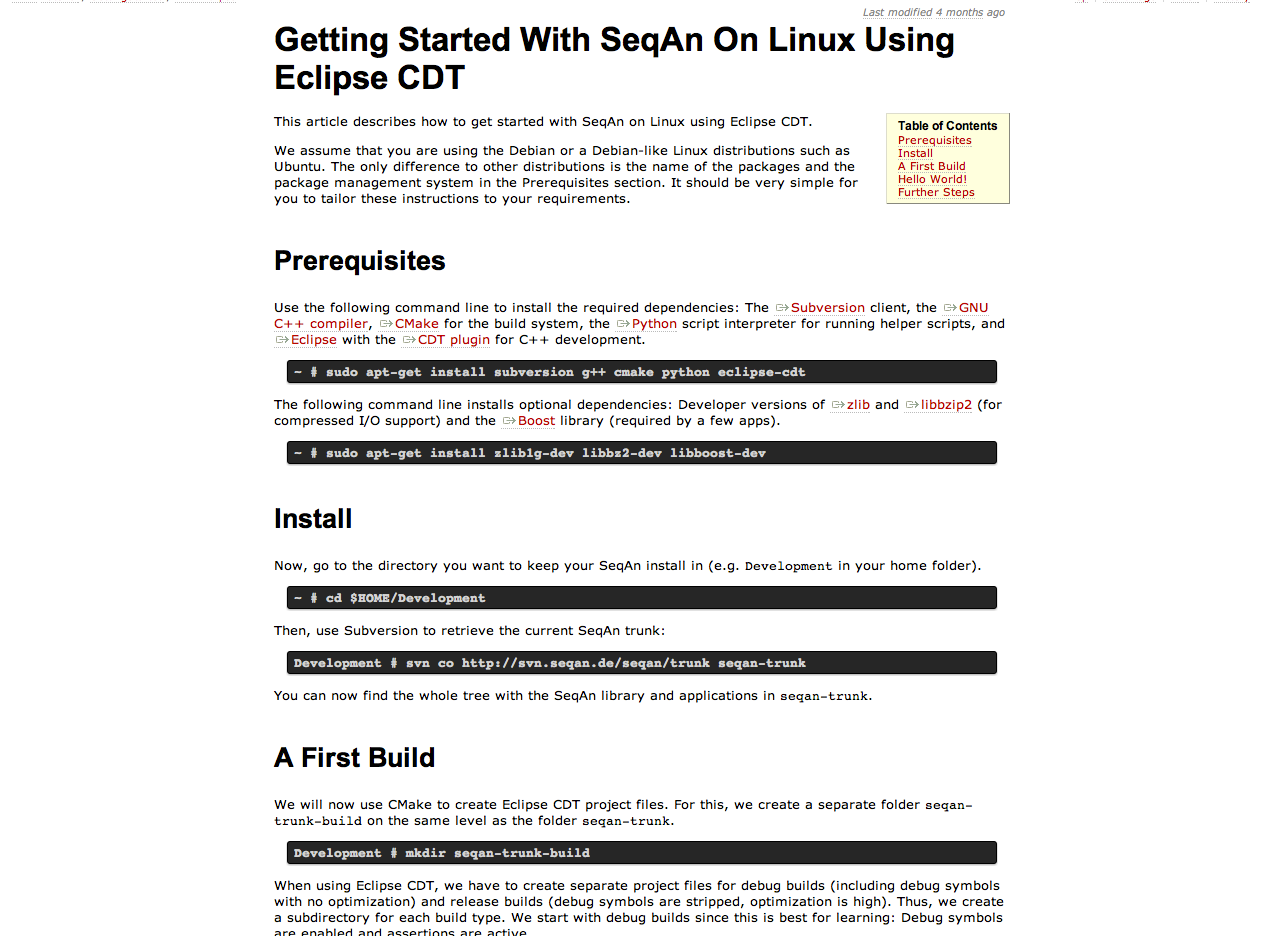 Last modified 4 months ago
Getting Started With SeqAn On Linux Using
Eclipse CDT
This article describes how to get started with SeqAn on Linux using Eclipse CDT.
We assume that you are using the Debian or a Debian-like Linux distributions such as
Ubuntu. The only difference to other distributions is the name of the packages and the
package management system in the Prerequisites section. It should be very simple for
you to tailor these instructions to your requirements.
Table of Contents
Prerequisites
Install
A First Build
Hello World!
Further Steps
Prerequisites
Use the following command line to install the required dependencies: The Subversion client, the GNU
C++ compiler, CMake for the build system, the Python script interpreter for running helper scripts, and
Eclipse with the CDT plugin for C++ development.
~ # sudo apt-get install subversion g++ cmake python eclipse-cdt
The following command line installs optional dependencies: Developer versions of zlib and libbzip2 (for
compressed I/O support) and the Boost library (required by a few apps).
~ # sudo apt-get install zlib1g-dev libbz2-dev libboost-dev
Install
Now, go to the directory you want to keep your SeqAn install in (e.g. Development in your home folder).
~ # cd $HOME/Development
Then, use Subversion to retrieve the current SeqAn trunk:
Development # svn co http://svn.seqan.de/seqan/trunk seqan-trunk
You can now find the whole tree with the SeqAn library and applications in seqan-trunk.
A First Build
We will now use CMake to create Eclipse CDT project files. For this, we create a separate folder seqan-
trunk-build on the same level as the folder seqan-trunk.
Development # mkdir seqan-trunk-build
When using Eclipse CDT, we have to create separate project files for debug builds (including debug symbols
with no optimization) and release builds (debug symbols are stripped, optimization is high). Thus, we create
a subdirectory for each build type. We start with debug builds since this is best for learning: Debug symbols
are enabled and assertions are active